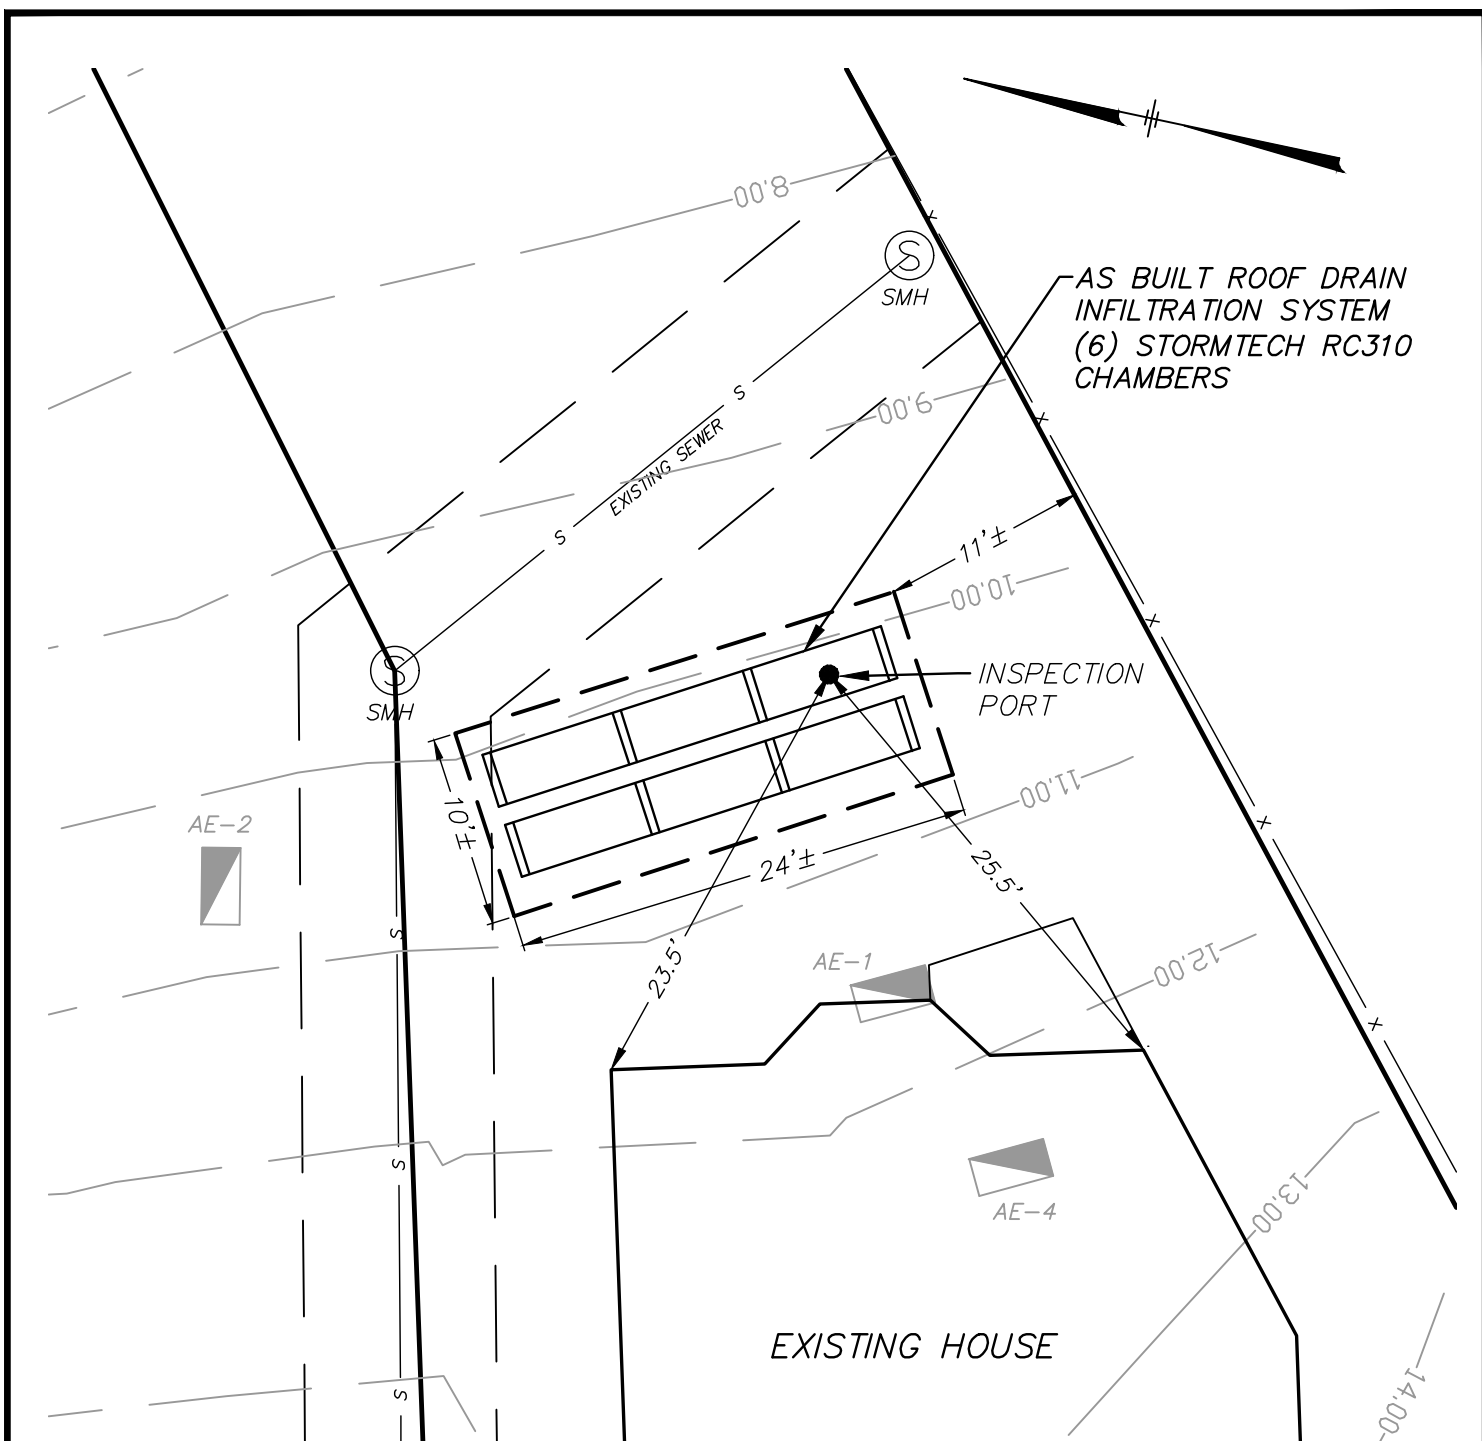 8.00
SMH
AS BUILT ROOF DRAIN
INFILTRATION SYSTEM
(6) STORMTECH RC310
CHAMBERS
S
9.00
EXISTING SEWER
S
11'±
10.00
INSPECTION
PORT
SMH
11.00
10'±
AE-2
24'±
25.5'
S
AE-1
12.00
23.5'
S
13.00
AE-4
EXISTING HOUSE
S
14.00
S
S
X
X
X
X
X